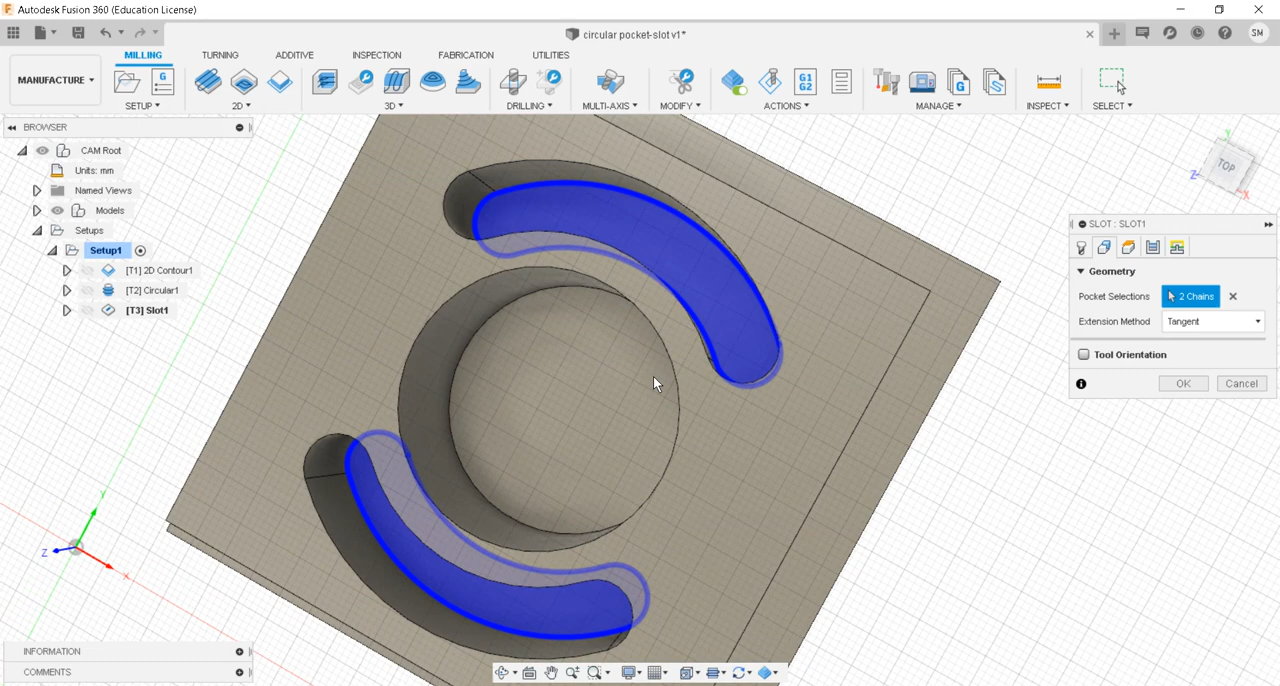 Autodesk Fusion 360 (Education License)
circular pocket-slot v1*
SM
MANUFACTURE
MILLING TURNING ADDITIVE INSPECTION FABRICATION UTILITIES
G G1 G2 G S
SETUP 2D 3D DRILLING MULTI-AXIS MODIFY ACTIONS MANAGE INSPECT SELECT
BROWSER
CAM Root
Units: mm
Named Views
Models
Setups
Setup1
[T1] 2D Contour1
[T2] Circular1
[T3] Slot1
Y
TOP
Z
X
SLOT : SLOT1
Geometry
Pocket Selections 2 Chains
Extension Method Tangent
Tool Orientation
OK Cancel
Y
Z
X
INFORMATION
COMMENTS